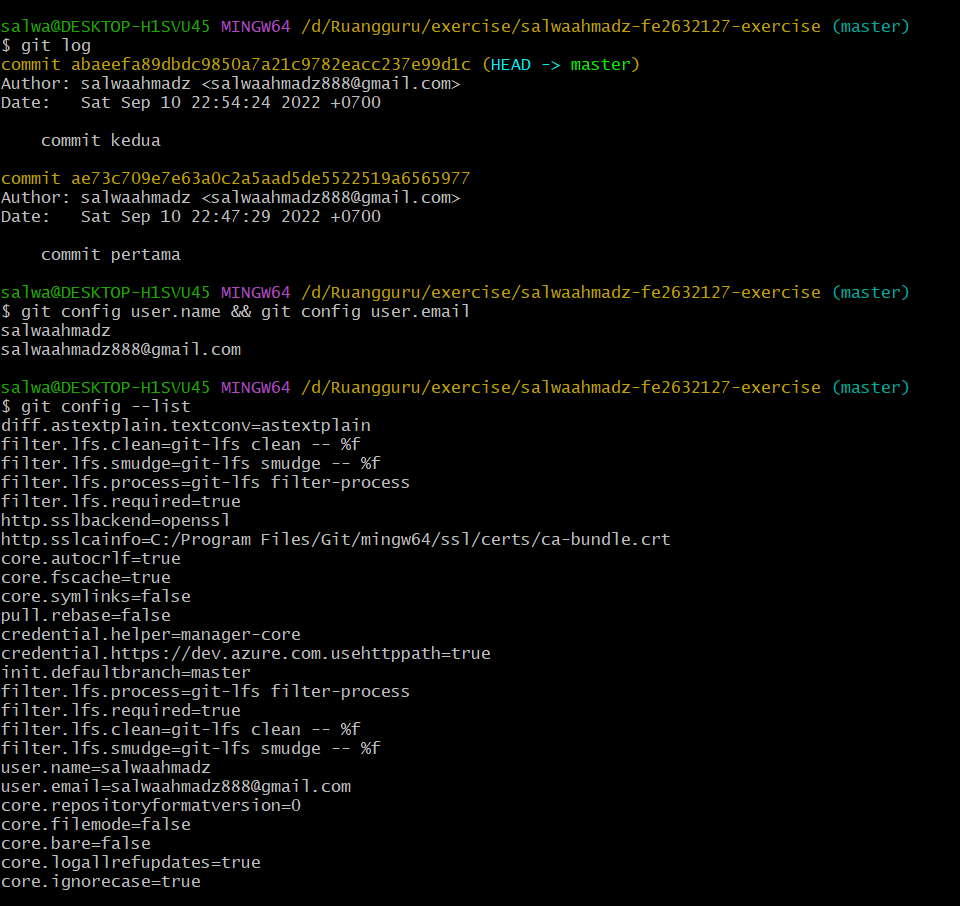 salwa@DESKTOP-H1SVU45 MINGW64 /d/Ruangguru/exercise/salwaahmadz-fe2632127-exercise (master)
$ git log
commit abaeefa89dbdc9850a7a21c9782eacc237e99d1c (HEAD -> master)
Author: salwaahmadz <salwaahmadz888@gmail.com>
Date:   Sat Sep 10 22:54:24 2022 +0700
    commit kedua
commit ae73c709e7e63a0c2a5aad5de5522519a6565977
Author: salwaahmadz <salwaahmadz888@gmail.com>
Date:   Sat Sep 10 22:47:29 2022 +0700
    commit pertama
salwa@DESKTOP-H1SVU45 MINGW64 /d/Ruangguru/exercise/salwaahmadz-fe2632127-exercise (master)
$ git config user.name && git config user.email
salwaahmadz
salwaahmadz888@gmail.com
salwa@DESKTOP-H1SVU45 MINGW64 /d/Ruangguru/exercise/salwaahmadz-fe2632127-exercise (master)
$ git config --list
diff.astextplain.textconv=astextplain
filter.lfs.clean=git-lfs clean -- %f
filter.lfs.smudge=git-lfs smudge -- %f
filter.lfs.process=git-lfs filter-process
filter.lfs.required=true
http.sslbackend=openssl
http.sslcainfo=C:/Program Files/Git/mingw64/ssl/certs/ca-bundle.crt
core.autocrlf=true
core.fscache=true
core.symlinks=false
pull.rebase=false
credential.helper=manager-core
credential.https://dev.azure.com.usehttppath=true
init.defaultbranch=master
filter.lfs.process=git-lfs filter-process
filter.lfs.required=true
filter.lfs.clean=git-lfs clean -- %f
filter.lfs.smudge=git-lfs smudge -- %f
user.name=salwaahmadz
user.email=salwaahmadz888@gmail.com
core.repositoryformatversion=0
core.filemode=false
core.bare=false
core.logallrefupdates=true
core.ignorecase=true